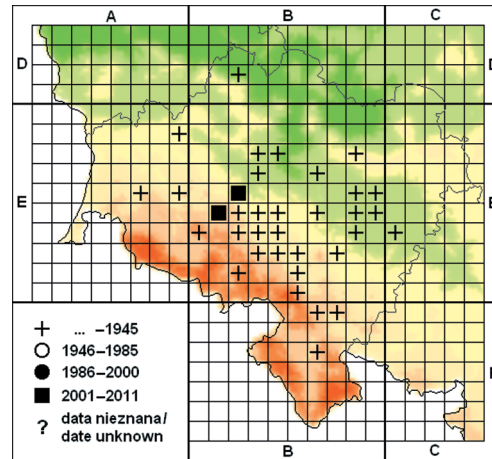 A B C
D D
E E
+ ... –1945
○ 1946–1985
● 1986–2000
■ 2001–2011
? data nieznana/
date unknown
F
B C